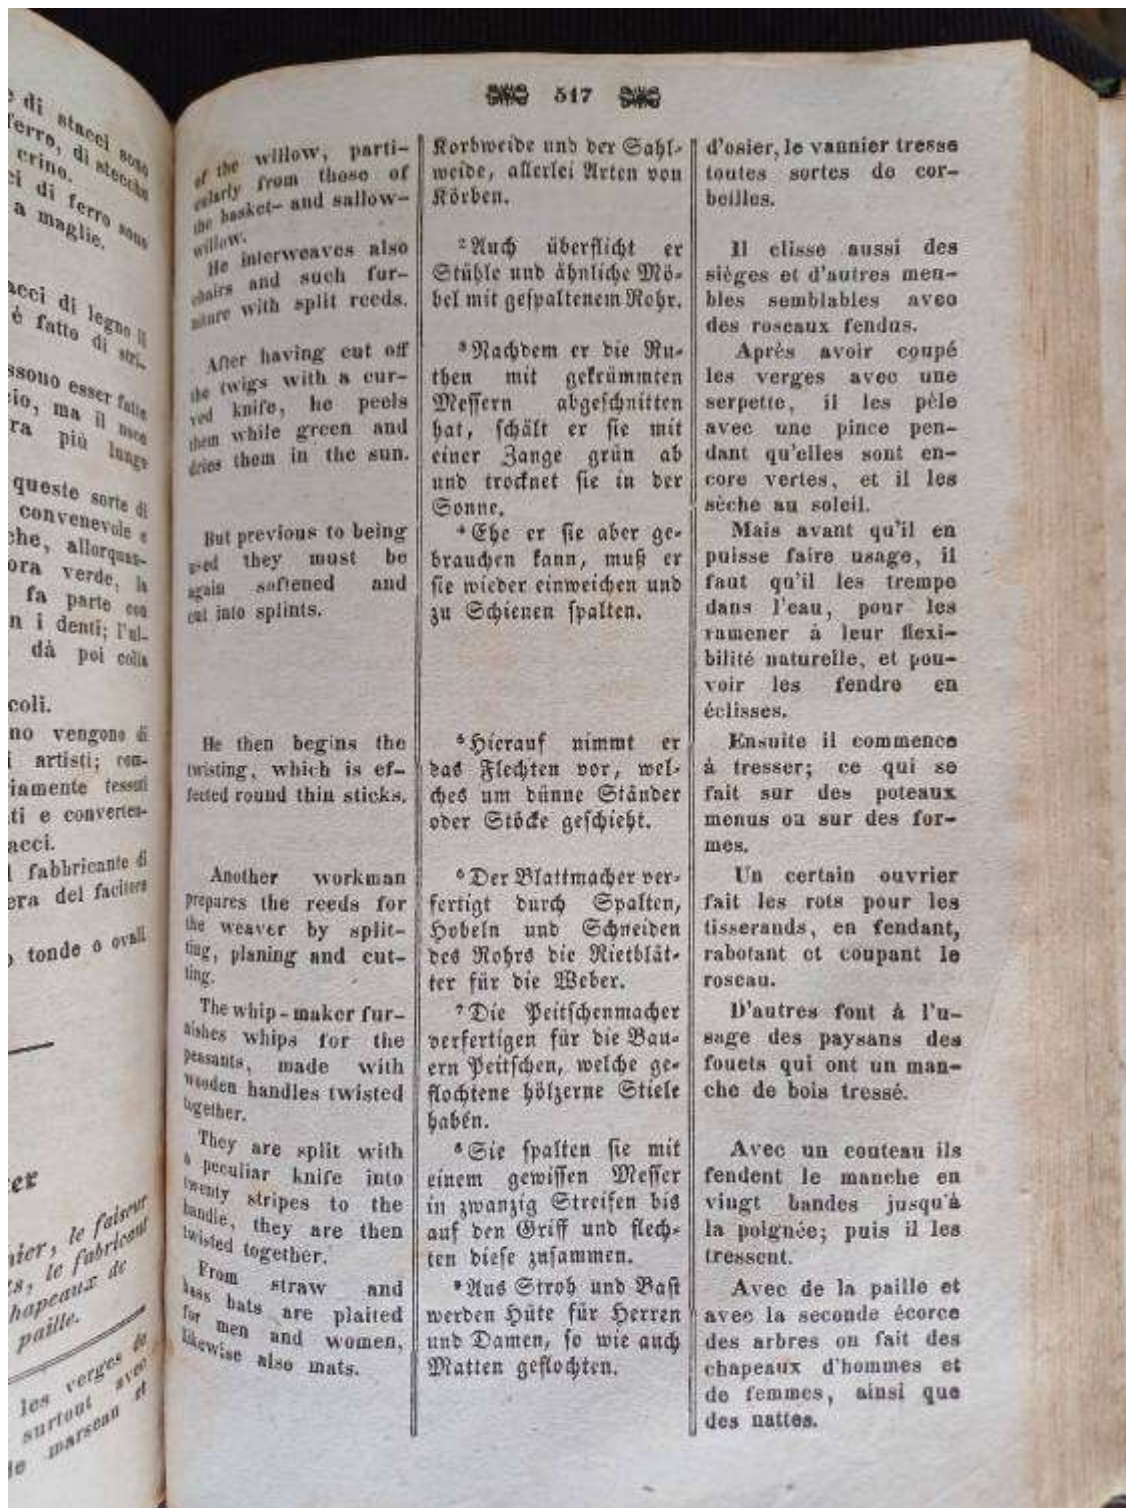 517
of the willow, parti-
cularly from those of
the basket- and sallow-
willow.
He interweaves also
chairs and such fur-
niture with split reeds.
After having cut off
the twigs with a cur-
ved knife, he peels
them while green and
dries them in the sun.
But previous to being
used they must be
again softened and
cut into splints.
He then begins the
twisting, which is ef-
fected round thin sticks.
Another workman
prepares the reeds for
the weaver by split-
ting, planing and cut-
ting.
The whip-maker fur-
nishes whips for the
peasants, made with
wooden handles twisted
together.
They are split with
a peculiar knife into
twenty stripes to the
handle, they are then
twisted together.
From straw and
bass hats are plaited
for men and women,
likewise also mats.
Korbweide und der Sahl-
weide, allerlei Arten von
Körben.
2 Auch überflicht er
Stühle und ähnliche Mö-
bel mit gespaltenem Rohr.
3 Nachdem er die Ru-
then mit gekrümmten
Messern abgeschnitten
hat, schält er sie mit
einer Zange grün ab
und trocknet sie in der
Sonne.
4 Ehe er sie aber ge-
brauchen kann, muß er
sie wieder einweichen und
zu Schienen spalten.
5 Hierauf nimmt er
das Flechten vor, wel-
ches um dünne Ständer
oder Stöcke geschieht.
6 Der Blattmacher ver-
fertigt durch Spalten,
Hobeln und Schneiden
des Rohrs die Rietblät-
ter für die Weber.
7 Die Peitschenmacher
verfertigen für die Bau-
ern Peitschen, welche ge-
flochtene hölzerne Stiele
haben.
8 Sie spalten sie mit
einem gewissen Messer
in zwanzig Streifen bis
auf den Griff und flech-
ten diese zusammen.
9 Aus Stroh und Bast
werden Hüte für Herren
und Damen, so wie auch
Matten geflochten.
d'osier, le vannier tresse
toutes sortes de cor-
beilles.
Il clisse aussi des
sièges et d'autres meu-
bles semblables avec
des roseaux fendus.
Après avoir coupé
les verges avec une
serpette, il les pèle
avec une pince pen-
dant qu'elles sont en-
core vertes, et il les
sèche au soleil.
Mais avant qu'il en
puisse faire usage, il
faut qu'il les trempe
dans l'eau, pour les
ramener à leur flexi-
bilité naturelle, et pou-
voir les fendre en
éclisses.
Ensuite il commence
à tresser; ce qui se
fait sur des poteaux
menus ou sur des for-
mes.
Un certain ouvrier
fait les rots pour les
tisserands, en fendant,
rabotant et coupant le
roseau.
D'autres font à l'u-
sage des paysans des
fouets qui ont un man-
che de bois tressé.
Avec un couteau ils
fendent le manche en
vingt bandes jusqu'à
la poignée; puis il les
tressent.
Avec de la paille et
avec la seconde écorce
des arbres on fait des
chapeaux d'hommes et
de femmes, ainsi que
des nattes.